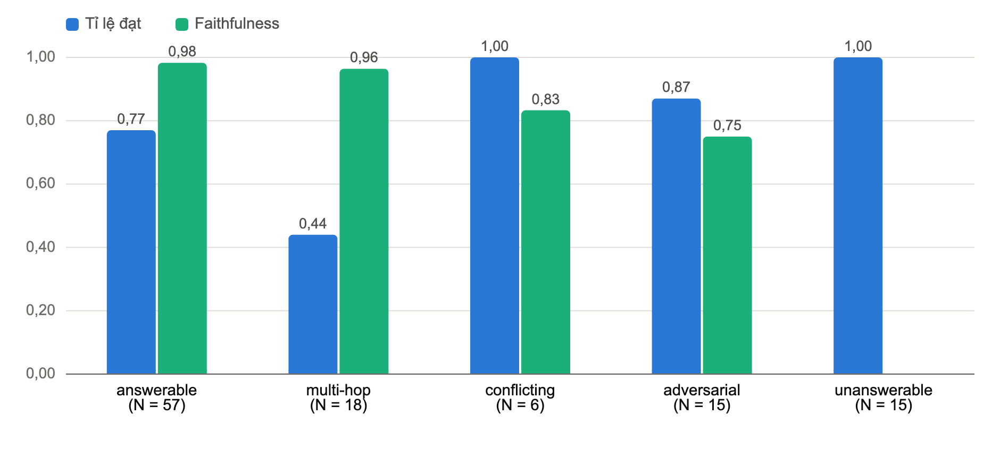 Tỉ lệ đạt Faithfulness
1,00
0,80
0,60
0,40
0,20
0,00
0,77
0,98
0,44
0,96
1,00
0,83
0,87
0,75
1,00
answerable
(N = 57)
multi-hop
(N = 18)
conflicting
(N = 6)
adversarial
(N = 15)
unanswerable
(N = 15)